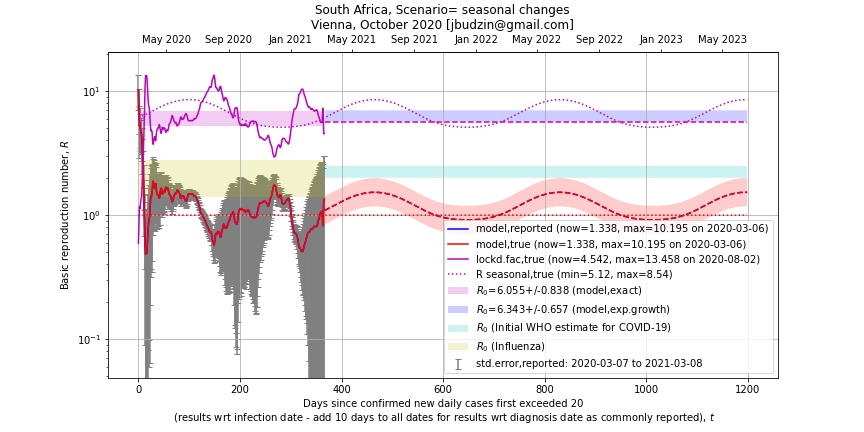 South Africa, Scenario= seasonal changes
Vienna, October 2020 [jbudzin@gmail.com]
May 2020 Sep 2020 Jan 2021 May 2021 Sep 2021 Jan 2022 May 2022 Sep 2022 Jan 2023 May 2023
Basic reproduction number, R
10¹
10⁰
10⁻¹
model,reported (now=1.338, max=10.195 on 2020-03-06)
model,true (now=1.338, max=10.195 on 2020-03-06)
lockd.fac,true (now=4.542, max=13.458 on 2020-08-02)
R seasonal,true (min=5.12, max=8.54)
R₀=6.055+/-0.838 (model,exact)
R₀=6.343+/-0.657 (model,exp.growth)
R₀ (Initial WHO estimate for COVID-19)
R₀ (Influenza)
std.error,reported: 2020-03-07 to 2021-03-08
0 200 400 600 800 1000 1200
Days since confirmed new daily cases first exceeded 20
(results wrt infection date - add 10 days to all dates for results wrt diagnosis date as commonly reported), t